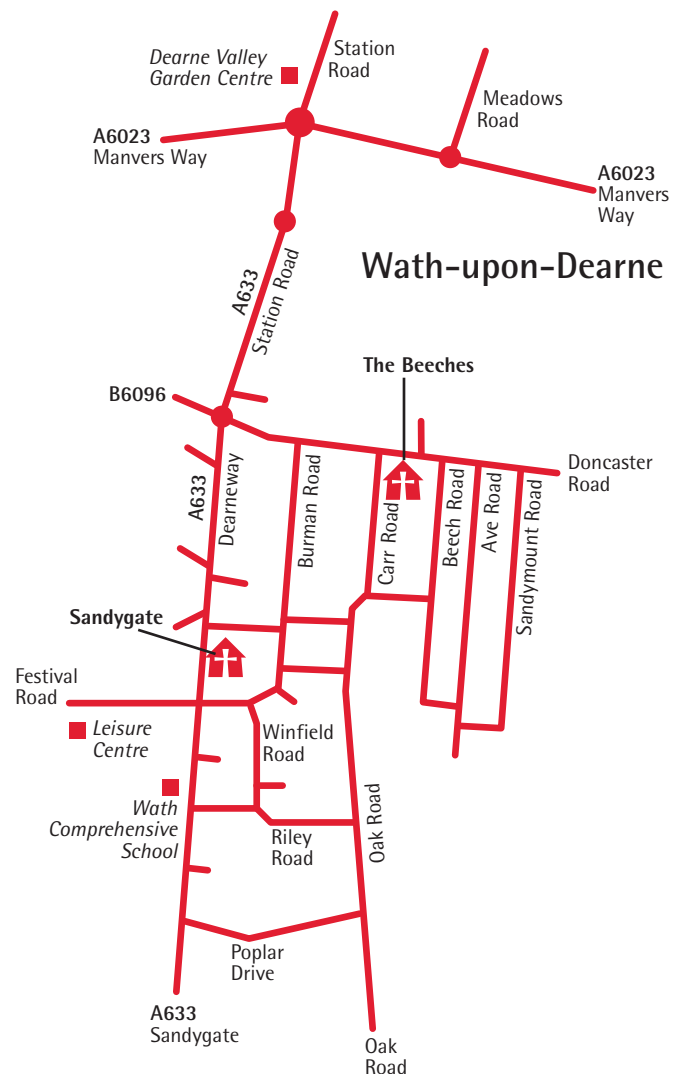 Dearne Valley
Garden Centre
Station
Road
Meadows
Road
A6023
Manvers Way
A6023
Manvers
Way
Wath-upon-Dearne
A633
Station Road
The Beeches
B6096
Doncaster
Road
A633
Dearneway
Burman Road
Carr Road
Beech Road
Ave Road
Sandymount Road
Sandygate
Festival
Road
Leisure
Centre
Winfield
Road
Wath
Comprehensive
School
Riley
Road
Oak Road
Poplar
Drive
A633
Sandygate
Oak
Road